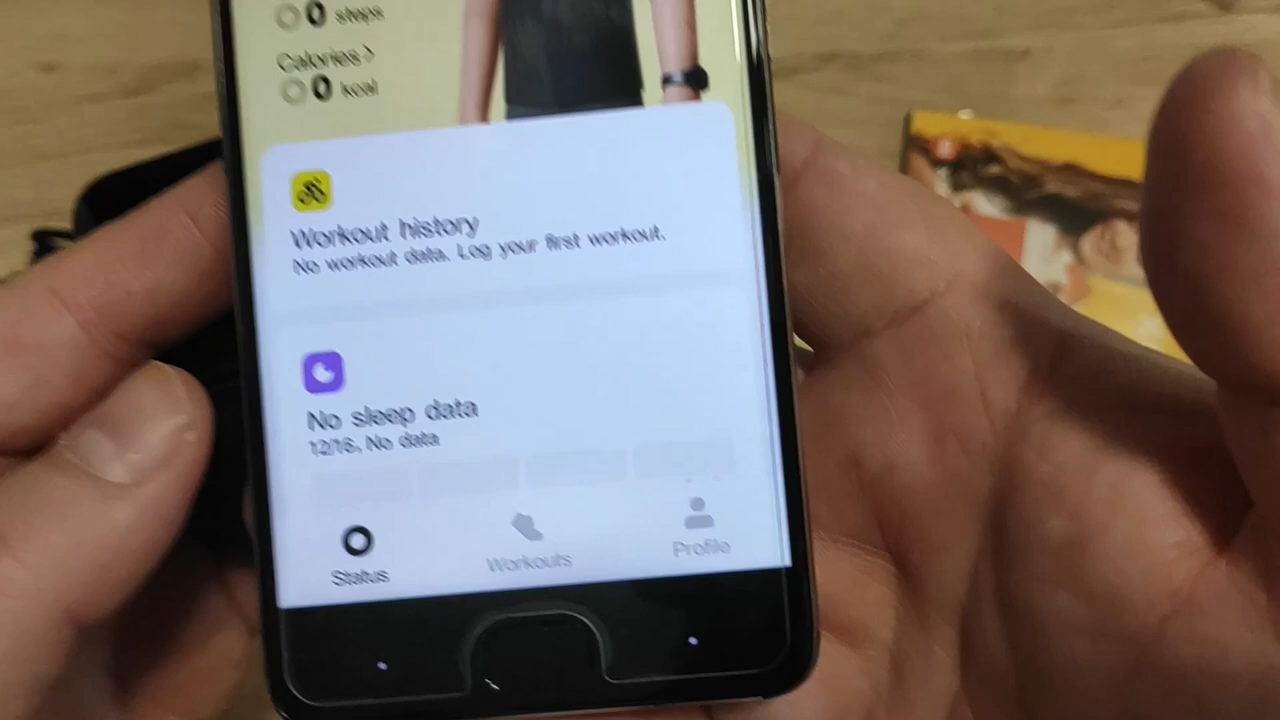 0 steps
Calories >
0 kcal
Workout history
No workout data. Log your first workout.
No sleep data
12/16, No data
Status
Workouts
Profile